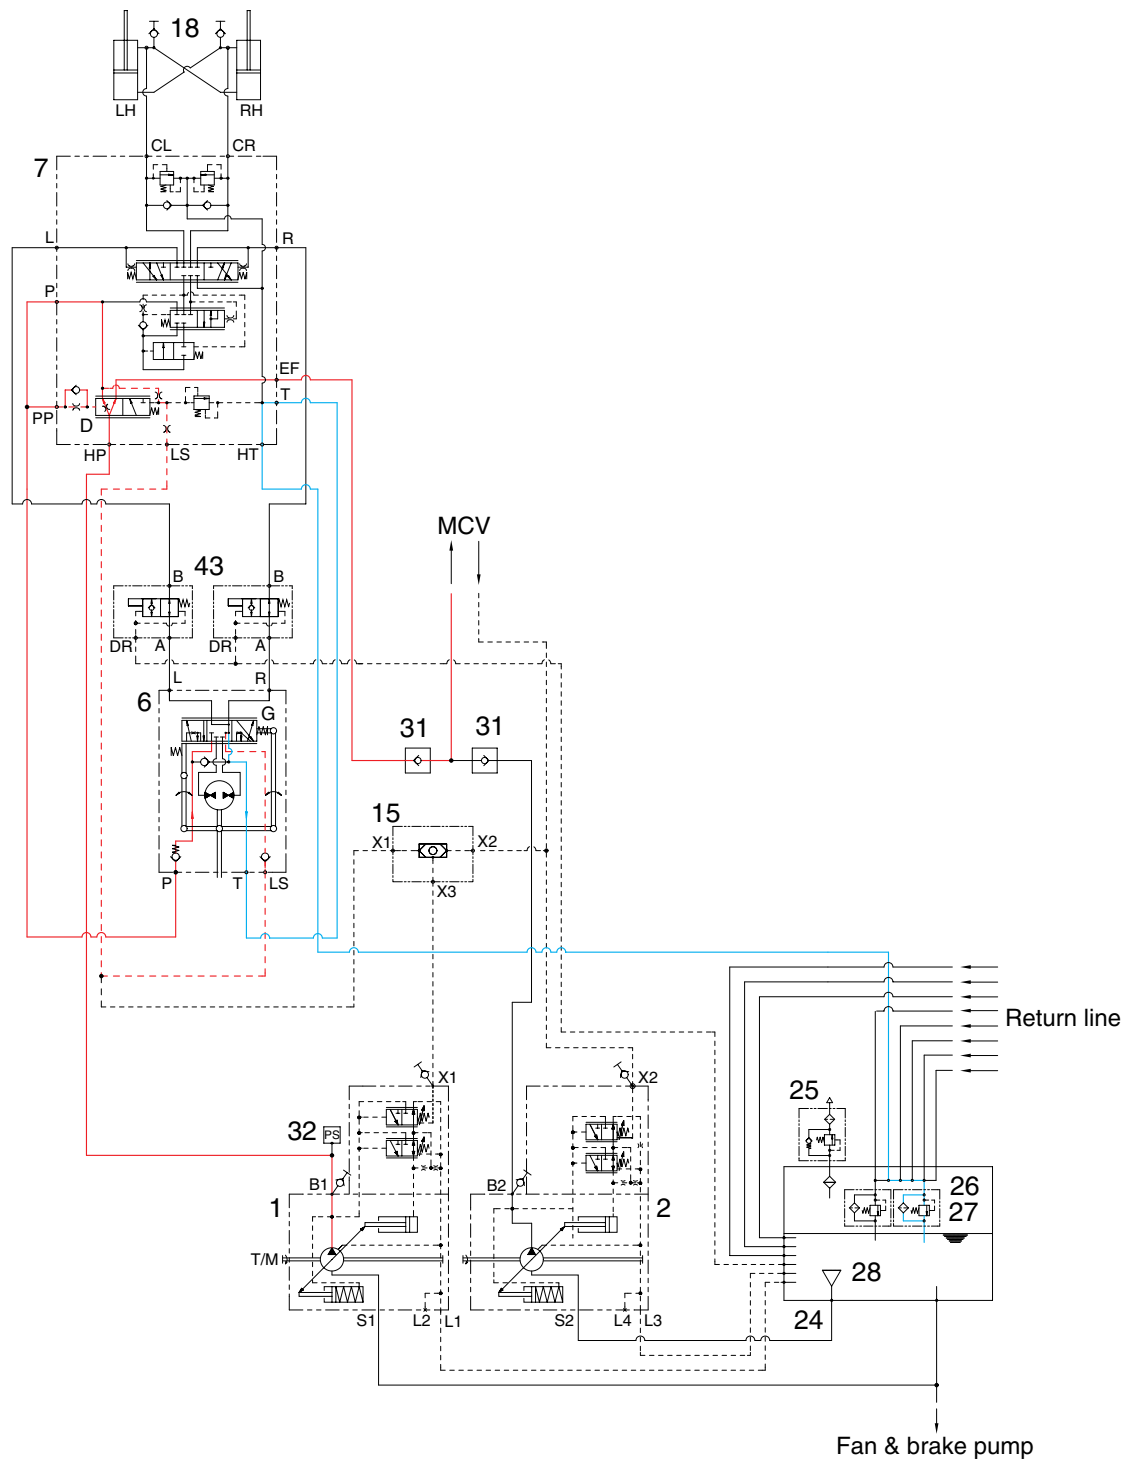 18
LH
RH
CL
CR
7
L
R
P
EF
T
PP
D
HP
LS
HT
MCV
43
B
B
DR
A
DR
A
L
R
6
G
31
31
15
X1
X2
X3
P
T
LS
Return line
X1
X2
25
32
PS
B1
B2
1
2
26
27
T/M
28
S1
L2
L1
S2
L4
L3
24
Fan & brake pump